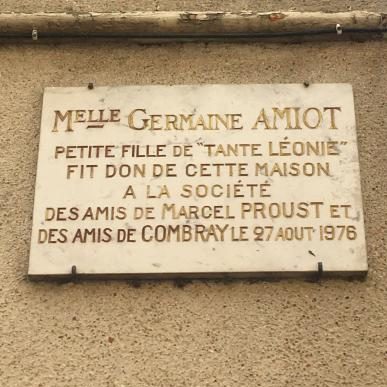 Melle GERMAINE AMIOT
PETITE FILLE DE "TANTE LÉONIE"
FIT DON DE CETTE MAISON
A LA SOCIÉTÉ
DES AMIS DE MARCEL PROUST ET
DES AMIS DE COMBRAY LE 27 AOUT 1976